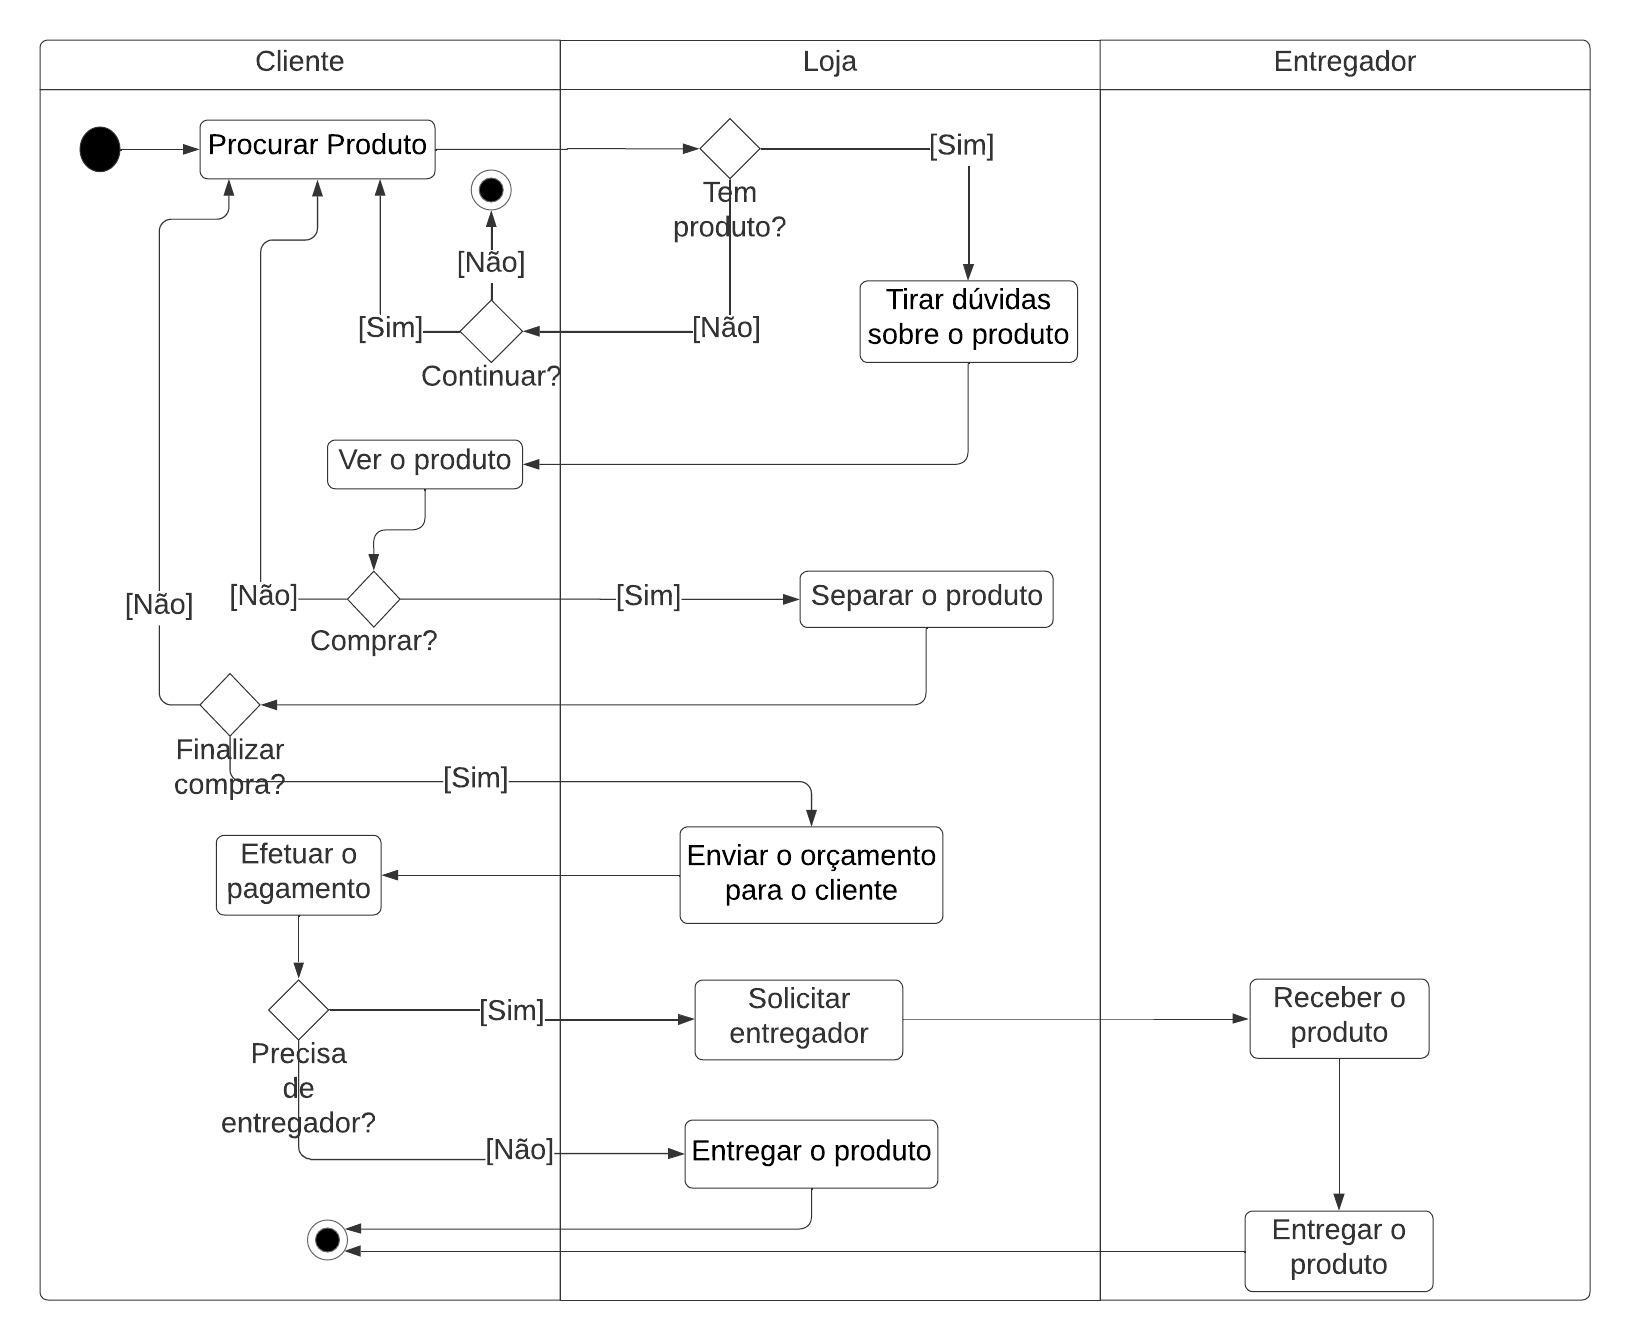 Cliente
Loja
Entregador
Procurar Produto
[Sim]
Tem
produto?
[Não]
[Sim]
[Não]
Continuar?
Tirar dúvidas
sobre o produto
Ver o produto
[Não]
[Não]
[Sim]
Separar o produto
Comprar?
Finalizar
compra?
[Sim]
Efetuar o
pagamento
Enviar o orçamento
para o cliente
[Sim]
Solicitar
entregador
Receber o
produto
Precisa
de
entregador?
[Não]
Entregar o produto
Entregar o
produto